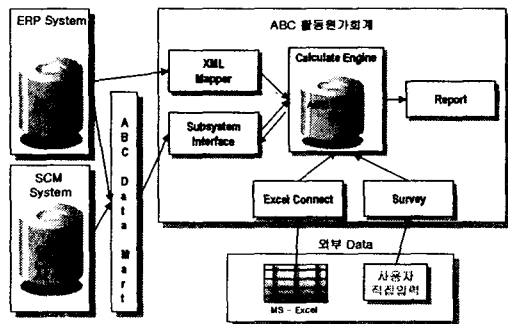 ERP System
SCM
System
A
B
C
D
a
t
a
M
a
r
t
ABC 활동원가회계
XML
Mapper
Subsystem
Interface
Calculate Engine
Report
Excel Connect
Survey
외부 Data
MS - Excel
사용자
직접입력